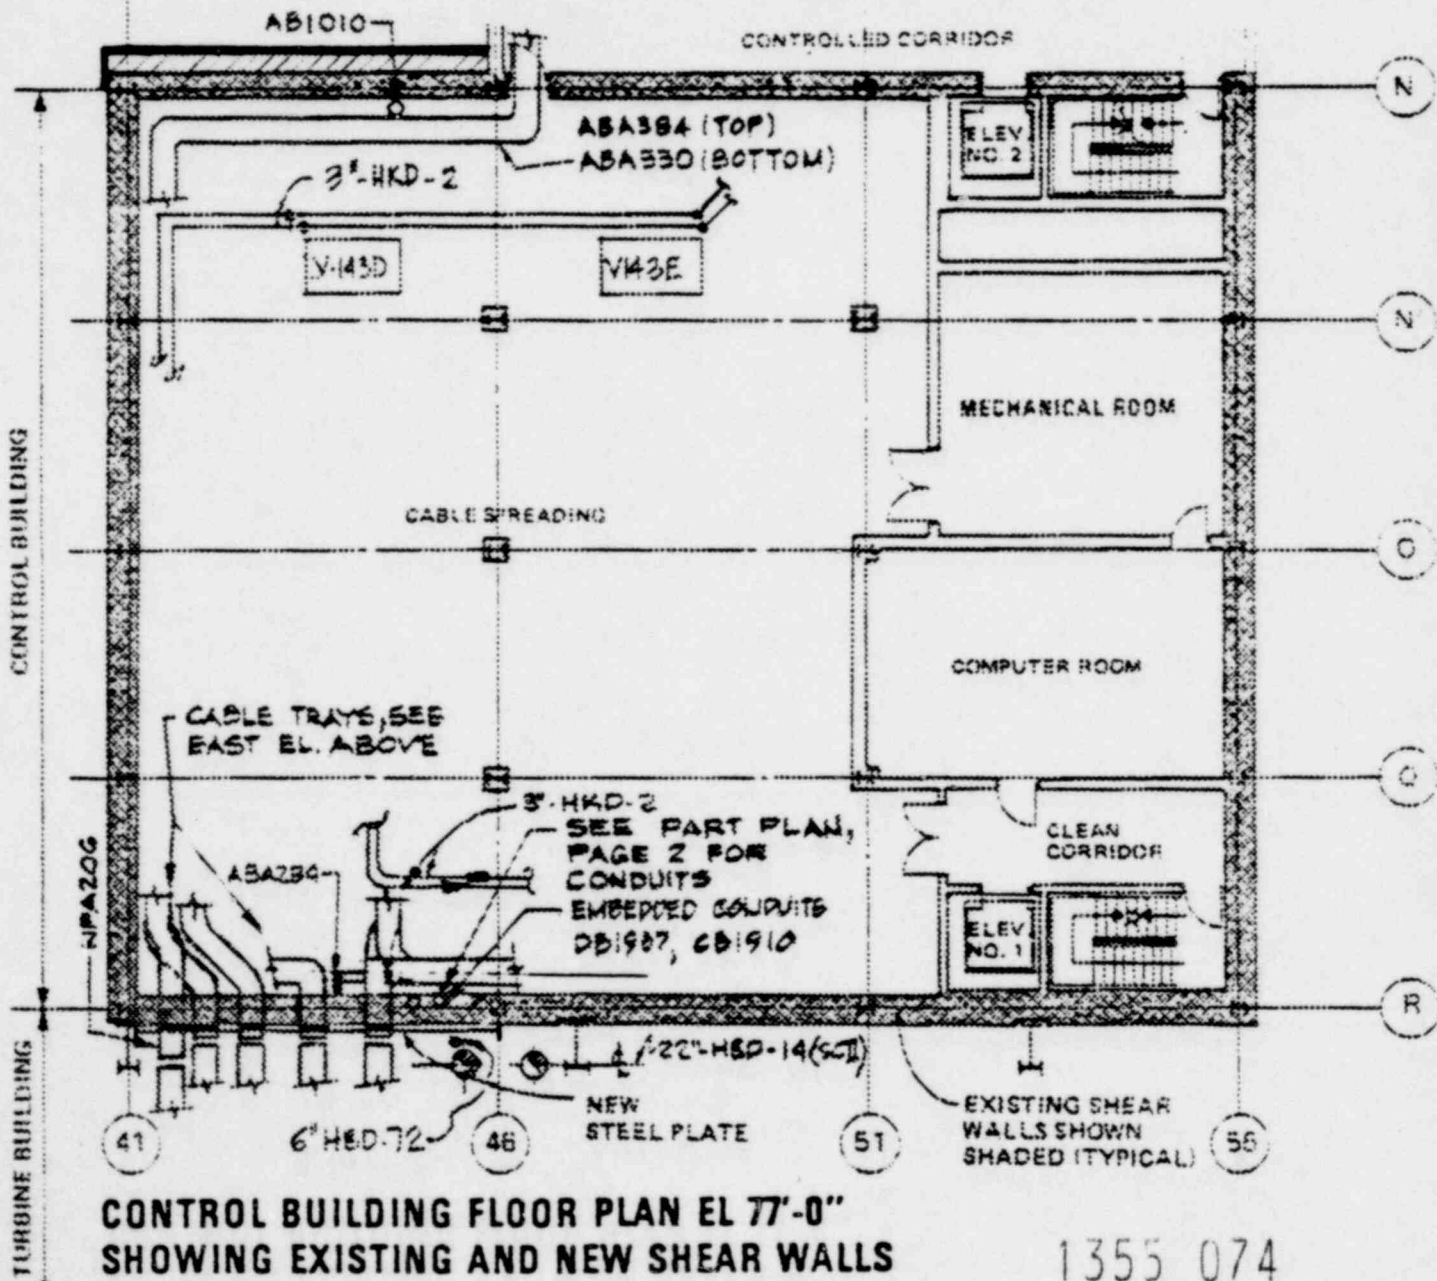 AB1010
CONTROLLED CORRIDOR
N
ABA384 (TOP)
ABA330 (BOTTOM)
ELEV.
NO. 2
3"-HKD-2
V-143D
V143E
N
MECHANICAL ROOM
CONTROL BUILDING
CABLE SPREADING
O
COMPUTER ROOM
CABLE TRAYS, SEE
EAST EL. ABOVE
Q
3"-HKD-2
SEE PART PLAN,
PAGE 2 FOR
CONDUITS
CLEAN
CORRIDOR
ABA284
NPA206
EMBEDDED CONDUITS
DB1987, CB1910
ELEV.
NO. 1
R
22"-HBD-14 (SCII)
TURBINE BUILDING
NEW
STEEL PLATE
EXISTING SHEAR
WALLS SHOWN
SHADED (TYPICAL)
41
6"HBD-72
46
51
55
CONTROL BUILDING FLOOR PLAN EL 77'-0"
SHOWING EXISTING AND NEW SHEAR WALLS
1355 074